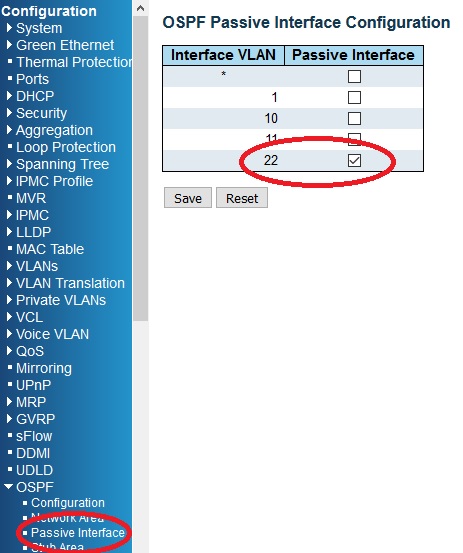 Configuration
System
Green Ethernet
Thermal Protection
Ports
DHCP
Security
Aggregation
Loop Protection
Spanning Tree
IPMC Profile
MVR
IPMC
LLDP
MAC Table
VLANs
VLAN Translation
Private VLANs
VCL
Voice VLAN
QoS
Mirroring
UPnP
MRP
GVRP
sFlow
DDMI
UDLD
OSPF
Configuration
Network Area
Passive Interface
Stub Area
OSPF Passive Interface Configuration
Interface VLAN Passive Interface
*
1
10
11
22
Save Reset